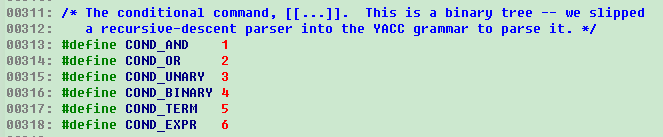 00311: /* The conditional command, [[...]].  This is a binary tree -- we slipped
00312:    a recursive-descent parser into the YACC grammar to parse it. */
00313: #define COND_AND    1
00314: #define COND_OR     2
00315: #define COND_UNARY  3
00316: #define COND_BINARY 4
00317: #define COND_TERM   5
00318: #define COND_EXPR   6